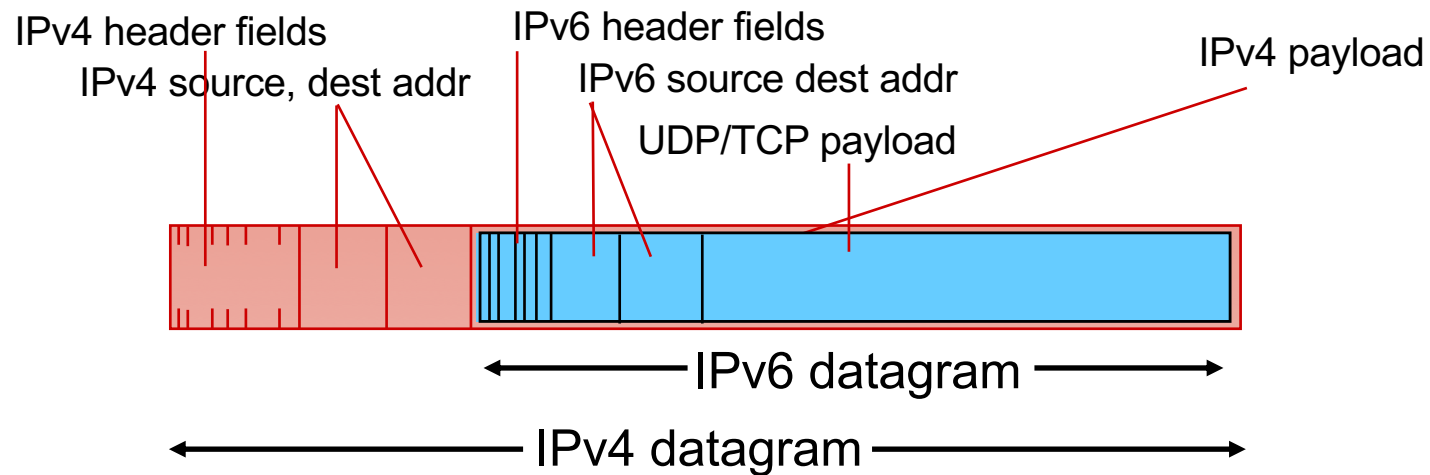 IPv4 header fields
IPv6 header fields
IPv4 payload
IPv4 source, dest addr
IPv6 source dest addr
UDP/TCP payload
IPv6 datagram
IPv4 datagram